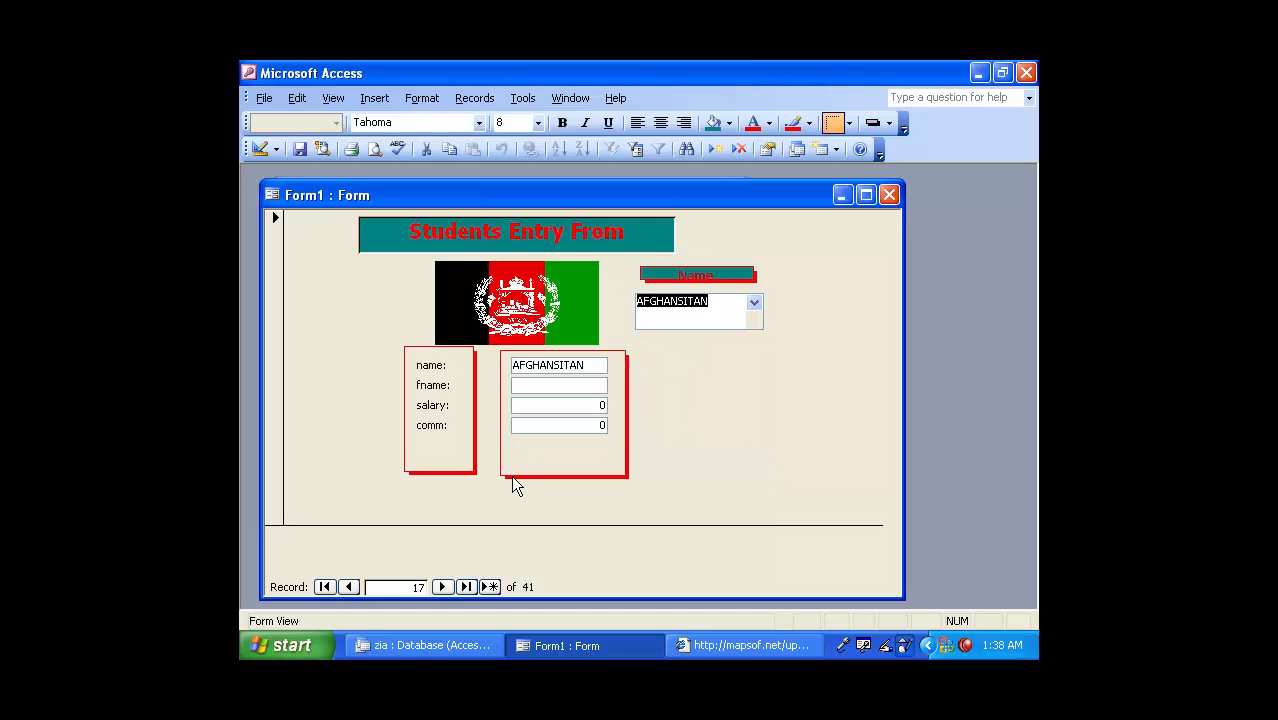 Microsoft Access
File Edit View Insert Format Records Tools Window Help Type a question for help
Tahoma 8 B I U
Form1 : Form
Students Entry From
Name
AFGHANSITAN
name: AFGHANSITAN
fname:
salary: 0
comm: 0
Record: 17 of 41
Form View NUM
start zia : Database (Acces... Form1 : Form http://mapsof.net/up... 1:38 AM